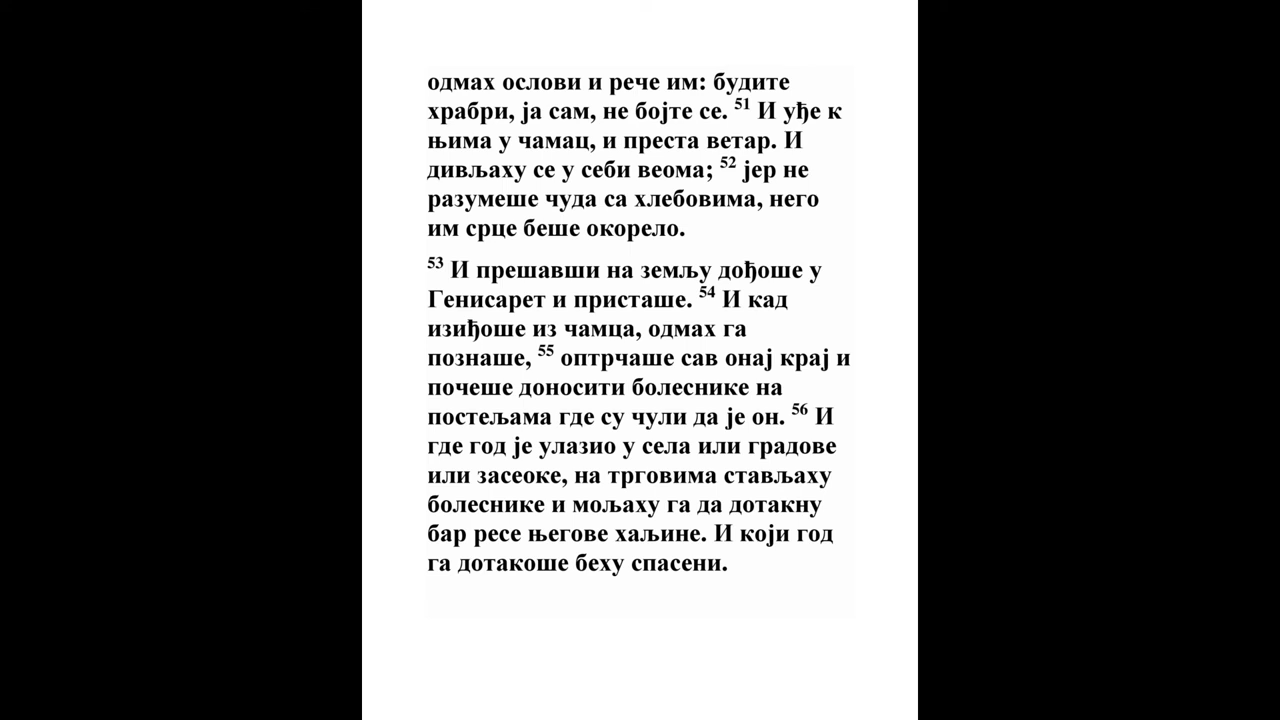 одмах ослови и рече им: будите
храбри, ја сам, не бојте се. 51 И уђе к
њима у чамац, и преста ветар. И
дивљаху се у себи веома; 52 јер не
разумеше чуда са хлебовима, него
им срце беше окорело.
53 И прешавши на земљу дођоше у
Генисарет и присташе. 54 И кад
изиђоше из чамца, одмах га
познаше, 55 оптрчаше сав онај крај и
почеше доносити болеснике на
постељама где су чули да је он. 56 И
где год је улазио у села или градове
или засеоке, на трговима стављаху
болеснике и мољаху га да дотакну
бар ресе његове хаљине. И који год
га дотакоше беху спасени.